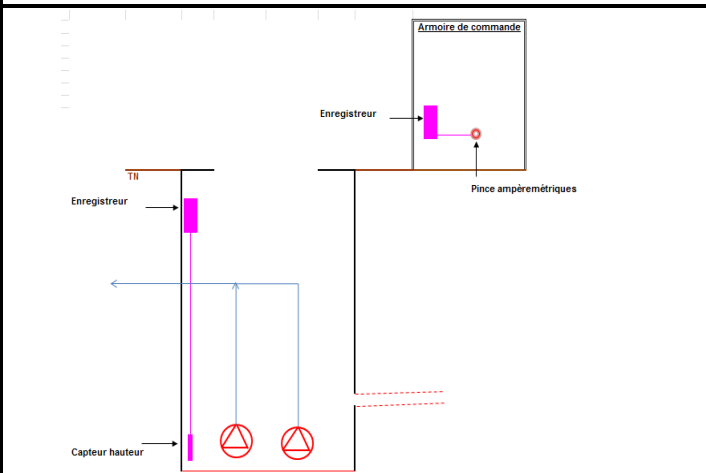 Armoire de commande
Enregistreur
TN
Pince ampèremétriques
Enregistreur
Capteur hauteur